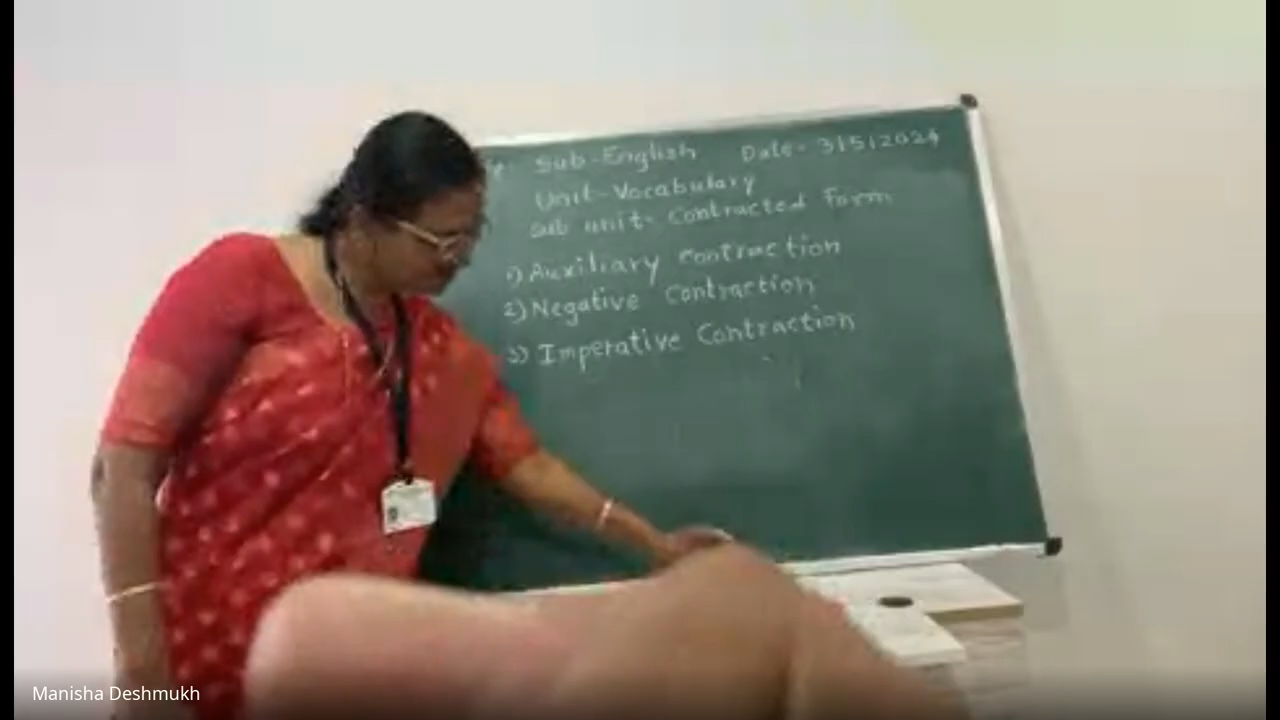 Sub-English Date- 31512024
Unit-Vocabulary
Sub unit- Contracted Form
1) Auxiliary Contraction
2) Negative Contraction
3) Imperative Contraction
Manisha Deshmukh